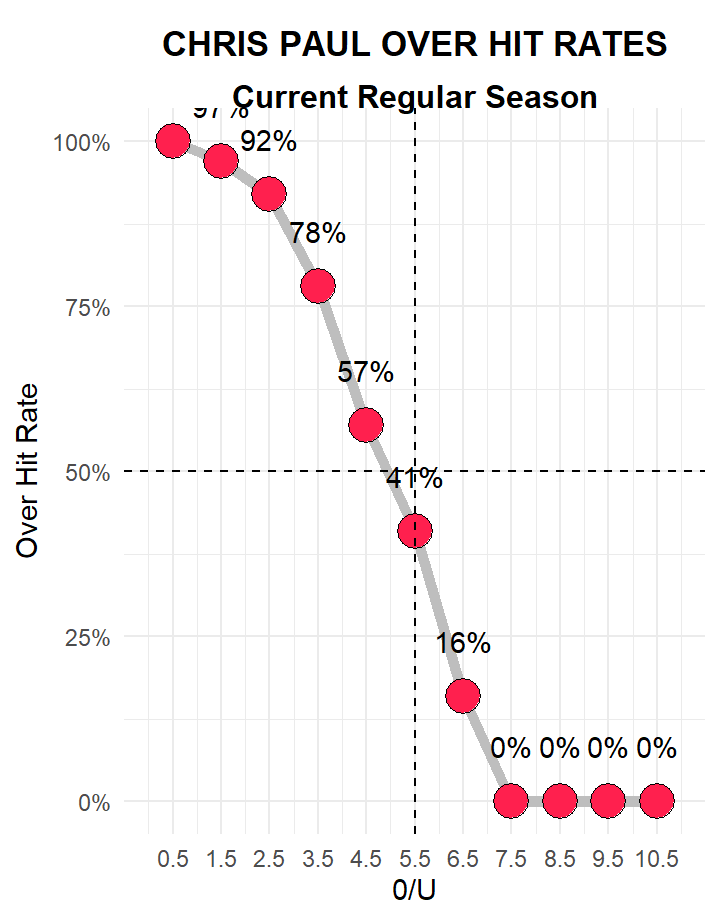 CHRIS PAUL OVER HIT RATES
Current Regular Season
97%
100%
92%
78%
75%
57%
50%
41%
Over Hit Rate
25%
16%
0% 0% 0% 0%
0%
0.5 1.5 2.5 3.5 4.5 5.5 6.5 7.5 8.5 9.5 10.5
0/U